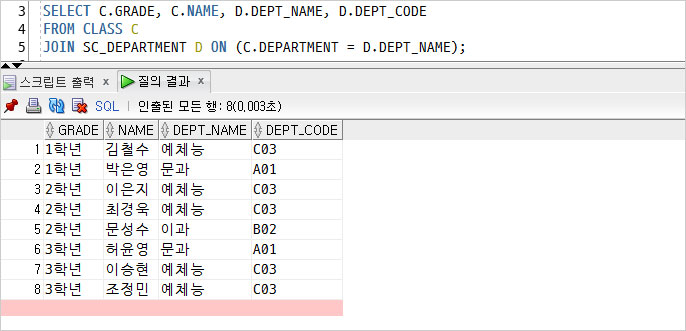 3 SELECT C.GRADE, C.NAME, D.DEPT_NAME, D.DEPT_CODE
4 FROM CLASS C
5 JOIN SC_DEPARTMENT D ON (C.DEPARTMENT = D.DEPT_NAME);
스크립트 출력 × 질의 결과 ×
SQL | 인출된 모든 행: 8(0,003초)
GRADE NAME DEPT_NAME DEPT_CODE
1 1학년 김철수 예체능 C03
2 1학년 박은영 문과 A01
3 2학년 이은지 예체능 C03
4 2학년 최경욱 예체능 C03
5 2학년 문성수 이과 B02
6 3학년 허윤영 문과 A01
7 3학년 이승현 예체능 C03
8 3학년 조정민 예체능 C03